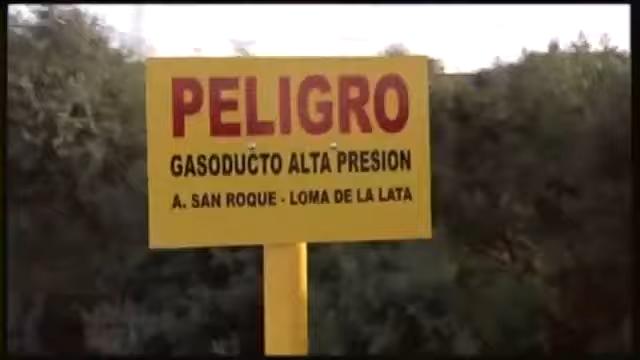 PELIGRO
GASODUCTO ALTA PRESION
A. SAN ROQUE - LOMA DE LA LATA